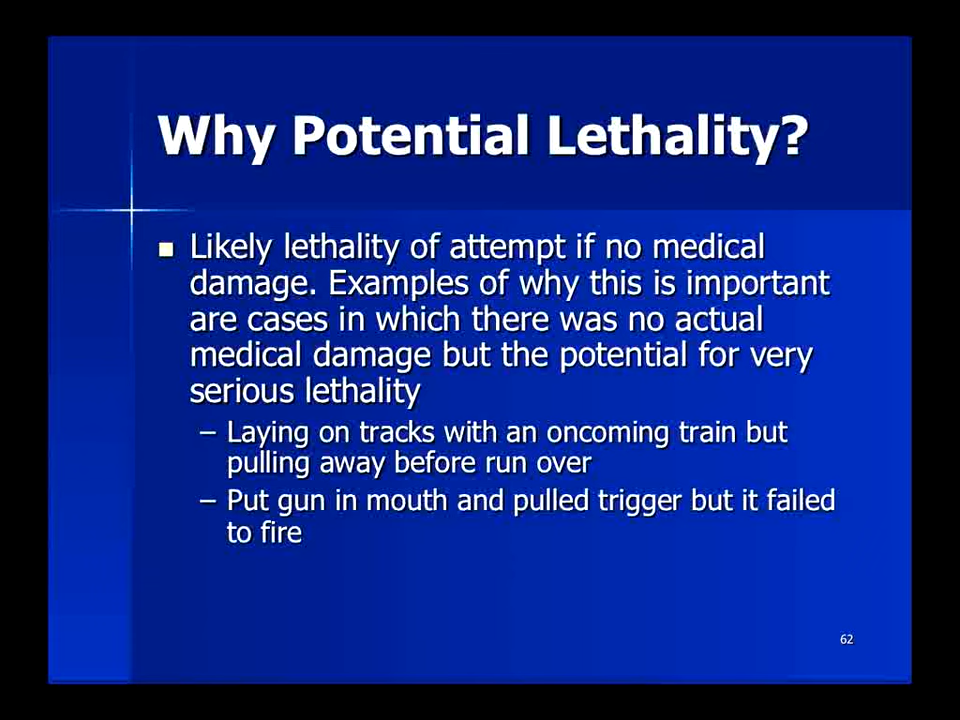 Why Potential Lethality?
Likely lethality of attempt if no medical
damage. Examples of why this is important
are cases in which there was no actual
medical damage but the potential for very
serious lethality
– Laying on tracks with an oncoming train but
pulling away before run over
– Put gun in mouth and pulled trigger but it failed
to fire
62